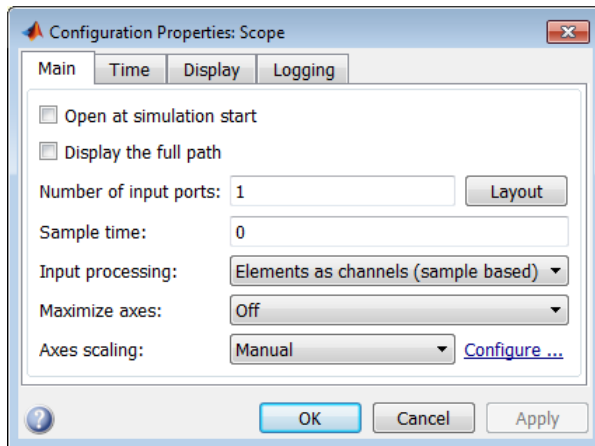 Configuration Properties: Scope
Main Time Display Logging
Open at simulation start
Display the full path
Number of input ports: 1 Layout
Sample time: 0
Input processing: Elements as channels (sample based)
Maximize axes: Off
Axes scaling: Manual Configure ...
? OK Cancel Apply